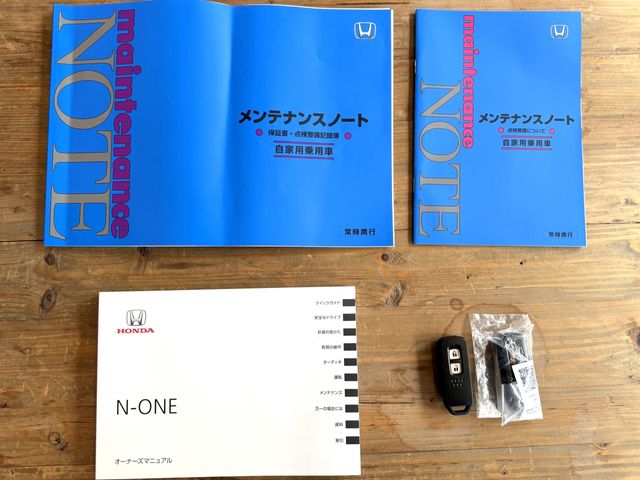 maintenance
NOTE
メンテナンスノート
保証書・点検整備記録簿
自家用乗用車
常時携行
maintenance
NOTE
メンテナンスノート
点検整備について
自家用乗用車
常時携行
HONDA
N-ONE
オーナーズマニュアル
クイックガイド
安全なドライブ
計器の見かた
各部の操作
オーディオ
運転
メンテナンス
万一の場合には
資料
索引